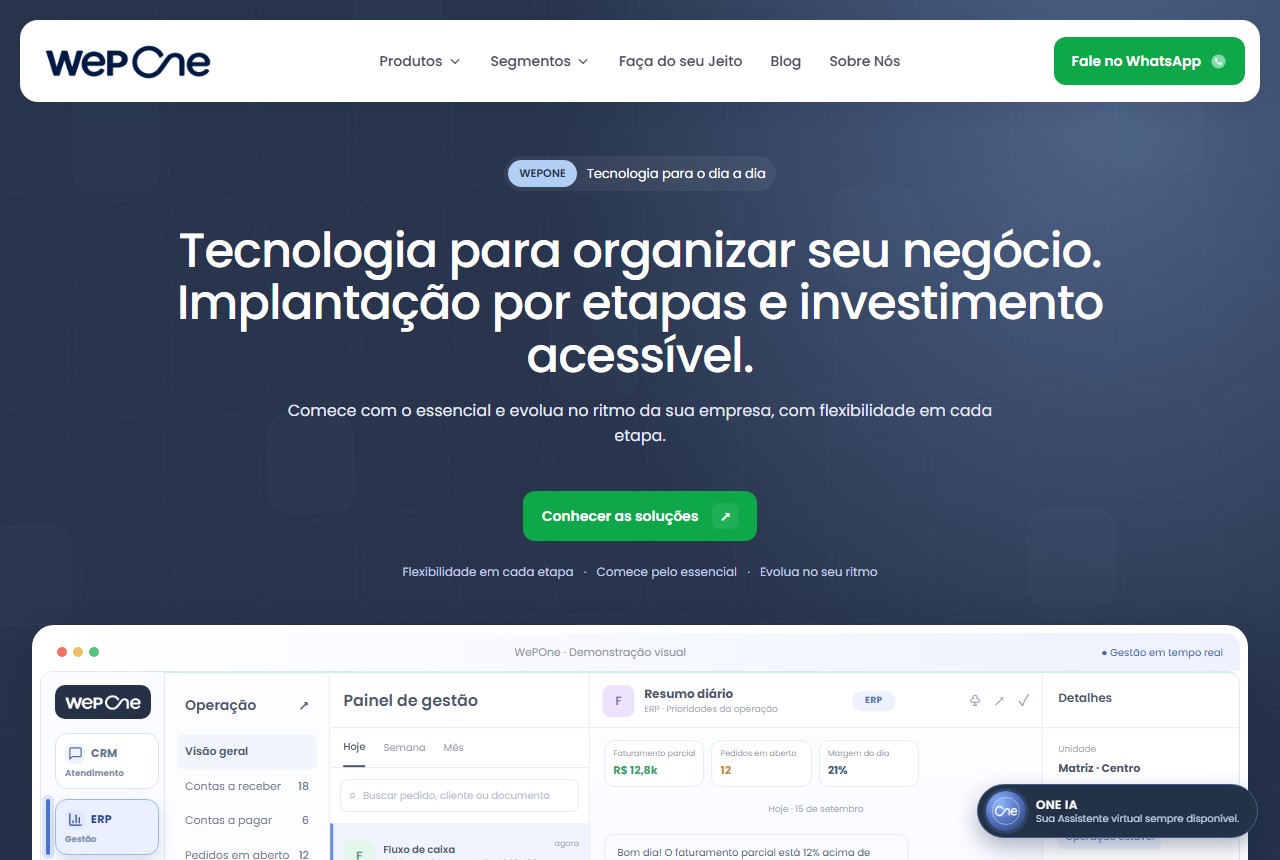 WePOne
Produtos
Segmentos
Faça do seu Jeito
Blog
Sobre Nós
Fale no WhatsApp
WEPONE
Tecnologia para o dia a dia
Tecnologia para organizar seu negócio.
Implantação por etapas e investimento
acessível.
Comece com o essencial e evolua no ritmo da sua empresa, com flexibilidade em cada
etapa.
Conhecer as soluções ↗
Flexibilidade em cada etapa · Comece pelo essencial · Evolua no seu ritmo
WePOne · Demonstração visual
● Gestão em tempo real
WePOne
CRM
Atendimento
ERP
Gestão
Operação ↗
Visão geral
Contas a receber 18
Contas a pagar 6
Pedidos em aberto 12
Painel de gestão
Hoje
Semana
Mês
Buscar pedido, cliente ou documento
F
Fluxo de caixa
agora
F
Resumo diário
ERP · Prioridades da operação
ERP
Faturamento parcial
R$ 12,8k
Pedidos em aberto
12
Margem do dia
21%
Hoje · 15 de setembro
Bom dia! O faturamento parcial está 12% acima de
Detalhes
Unidade
Matriz · Centro
One
ONE IA
Sua Assistente virtual sempre disponível.